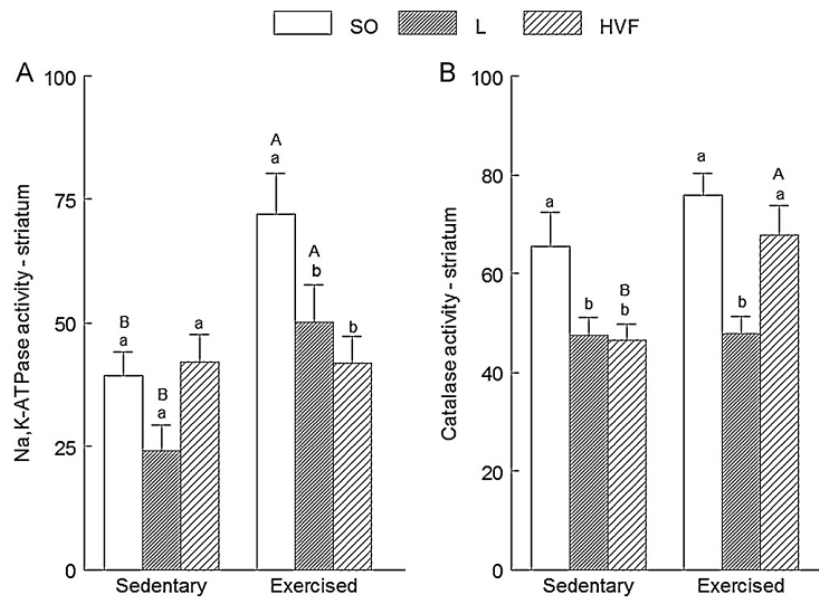 SO L HVF
A
Na,K-ATPase activity - striatum
100
75
50
25
0
B
a
B
a
a
A
a
A
b
b
Sedentary Exercised
B
Catalase activity - striatum
100
80
60
40
20
0
a
b
B
b
a
b
A
a
Sedentary Exercised